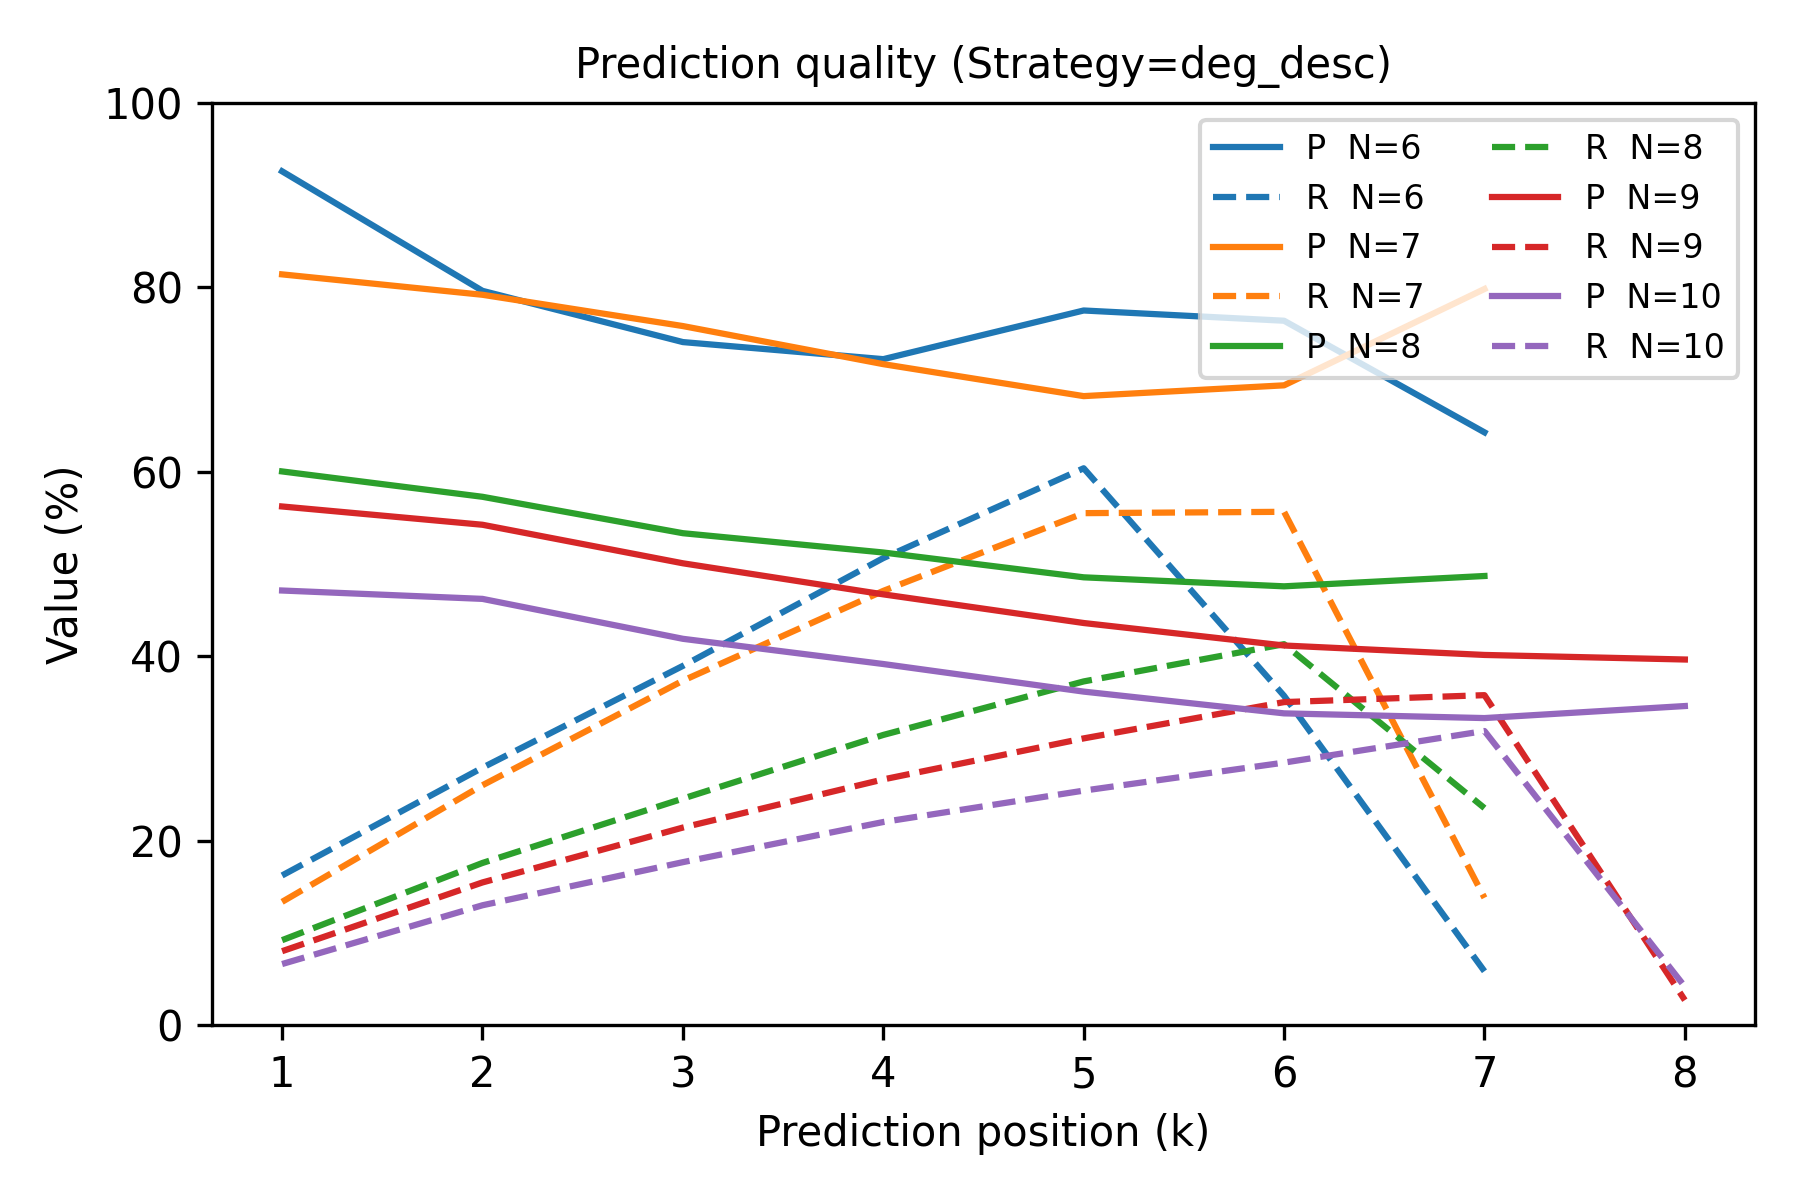 Prediction quality (Strategy=deg_desc)
100
80
60
40
20
0
Value (%)
P N=6
R N=6
P N=7
R N=7
P N=8
R N=8
P N=9
R N=9
P N=10
R N=10
1 2 3 4 5 6 7 8
Prediction position (k)